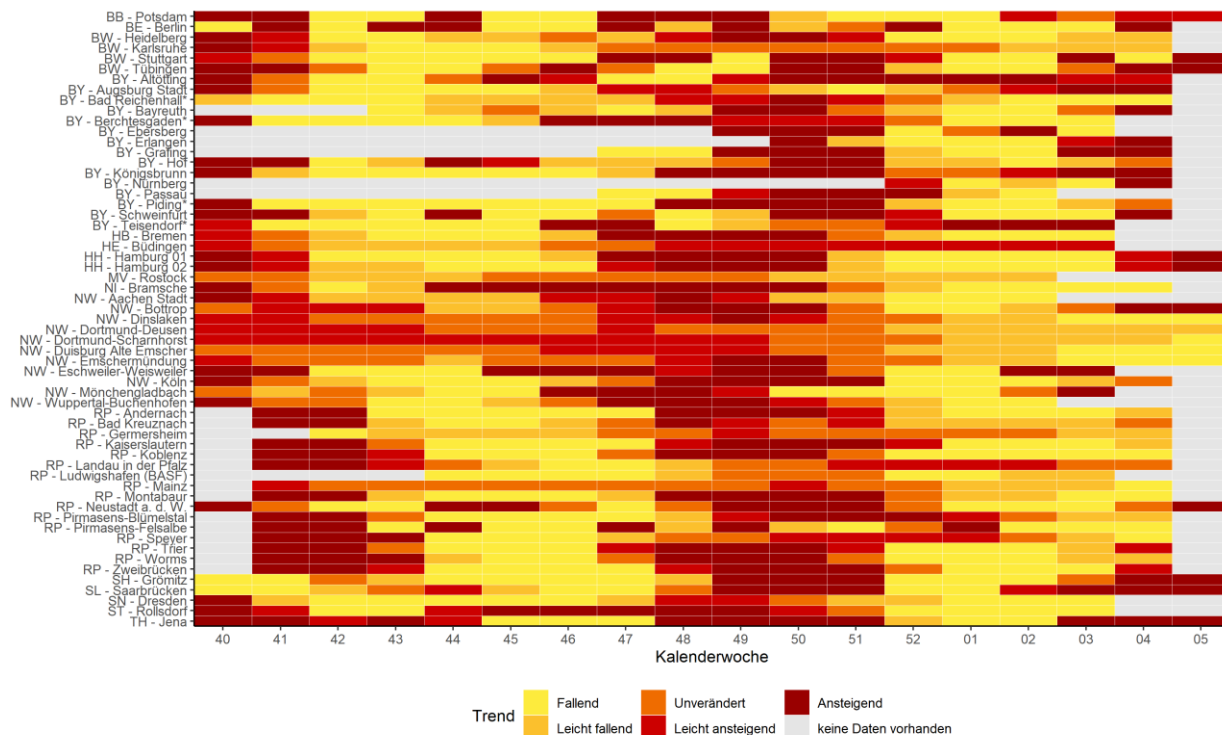 BB - Potsdam
BE - Berlin
BW - Heidelberg
BW - Karlsruhe
BW - Stuttgart
BW - Tübingen
BY - Altötting
BY - Augsburg Stadt
BY - Bad Reichenhall*
BY - Bayreuth
BY - Berchtesgaden*
BY - Ebersberg
BY - Erlangen
BY - Grafing
BY - Hof
BY - Königsbrunn
BY - Nürnberg
BY - Passau
BY - Piding*
BY - Schweinfurt
BY - Teisendorf*
HB - Bremen
HE - Büdingen
HH - Hamburg 01
HH - Hamburg 02
MV - Rostock
NI - Bramsche
NW - Aachen Stadt
NW - Bottrop
NW - Dinslaken
NW - Dortmund-Deusen
NW - Dortmund-Scharnhorst
NW - Duisburg Alte Emscher
NW - Emschermündung
NW - Eschweiler-Weisweiler
NW - Köln
NW - Mönchengladbach
NW - Wuppertal-Buchenhofen
RP - Andernach
RP - Bad Kreuznach
RP - Germersheim
RP - Kaiserslautern
RP - Koblenz
RP - Landau in der Pfalz
RP - Ludwigshafen (BASF)
RP - Mainz
RP - Montabaur
RP - Neustadt a. d. W.
RP - Pirmasens-Blümelstal
RP - Pirmasens-Felsalbe
RP - Speyer
RP - Trier
RP - Worms
RP - Zweibrücken
SH - Grömitz
SL - Saarbrücken
SN - Dresden
ST - Rollsdorf
TH - Jena
40 41 42 43 44 45 46 47 48 49 50 51 52 01 02 03 04 05
Kalenderwoche
Trend
Fallend Unverändert Ansteigend
Leicht fallend Leicht ansteigend keine Daten vorhanden